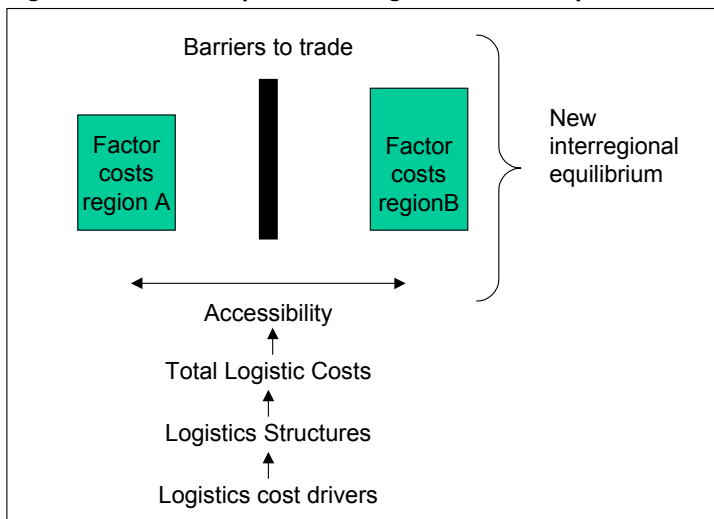 Barriers to trade
Factor
costs
region A
Factor
costs
regionB
New
interregional
equilibrium
Accessibility
Total Logistic Costs
Logistics Structures
Logistics cost drivers